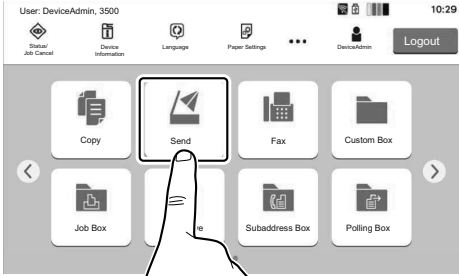 User: DeviceAdmin, 3500
10:29
Status/
Job Cancel
Device
Information
Language
Paper Settings
DeviceAdmin
Logout
Copy
Send
Fax
Custom Box
Job Box
Subaddress Box
Polling Box